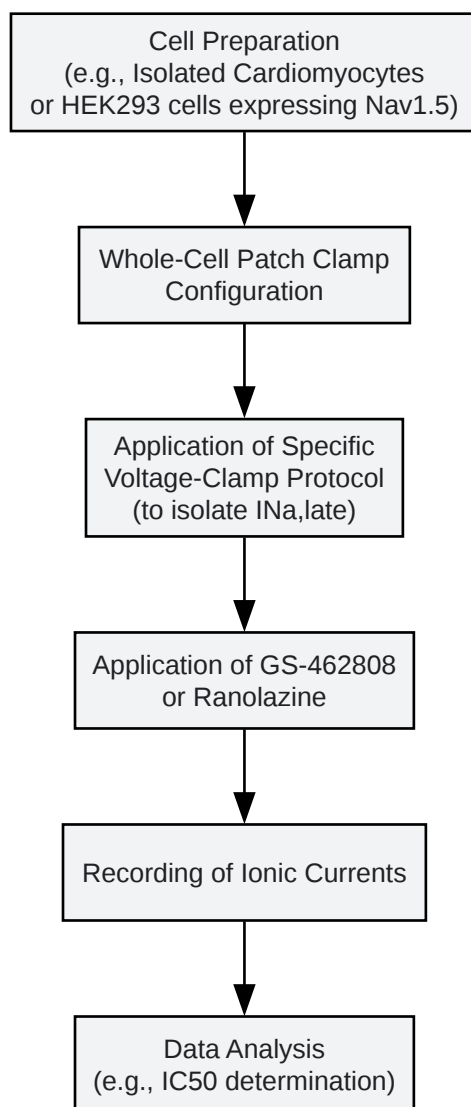 Cell Preparation
(e.g., Isolated Cardiomyocytes
or HEK293 cells expressing Nav1.5)
Whole-Cell Patch Clamp
Configuration
Application of Specific
Voltage-Clamp Protocol
(to isolate INa,late)
Application of GS-462808
or Ranolazine
Recording of Ionic Currents
Data Analysis
(e.g., IC50 determination)